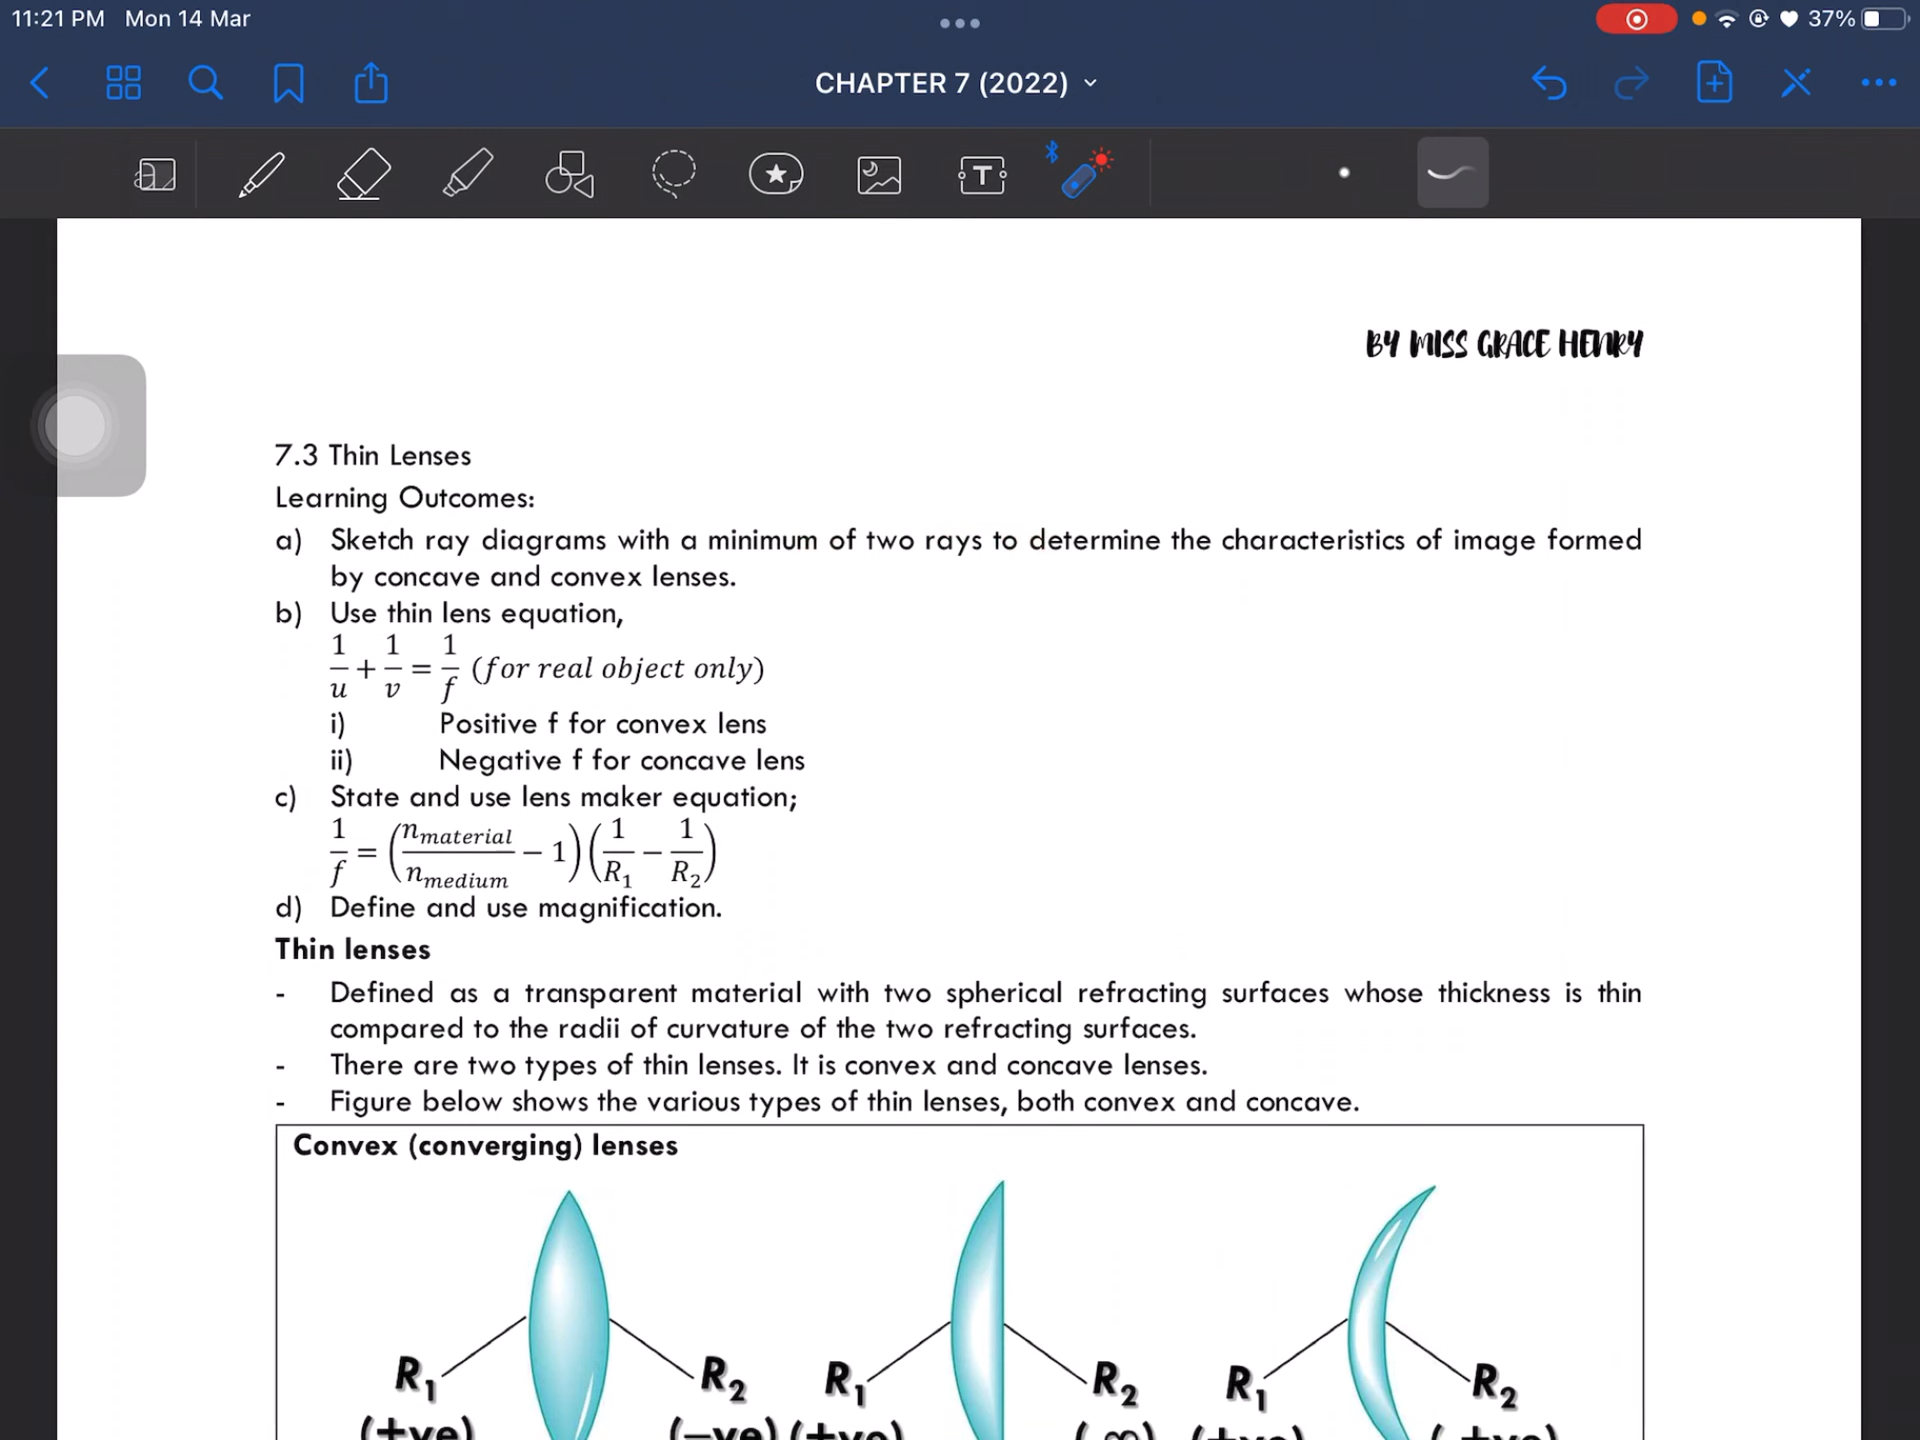 11:21 PM Mon 14 Mar
37%
CHAPTER 7 (2022)
BY MISS GRACE HENRY
7.3 Thin Lenses
Learning Outcomes:
a) Sketch ray diagrams with a minimum of two rays to determine the characteristics of image formed
by concave and convex lenses.
b) Use thin lens equation,
1/u + 1/v = 1/f (for real object only)
i) Positive f for convex lens
ii) Negative f for concave lens
c) State and use lens maker equation;
1/f = (n_material/n_medium − 1)(1/R₁ − 1/R₂)
d) Define and use magnification.
Thin lenses
- Defined as a transparent material with two spherical refracting surfaces whose thickness is thin
compared to the radii of curvature of the two refracting surfaces.
- There are two types of thin lenses. It is convex and concave lenses.
- Figure below shows the various types of thin lenses, both convex and concave.
Convex (converging) lenses
R₁ R₂ R₁ R₂ R₁ R₂
(+ve) (−ve) (+ve) (∞) (+ve) (+ve)